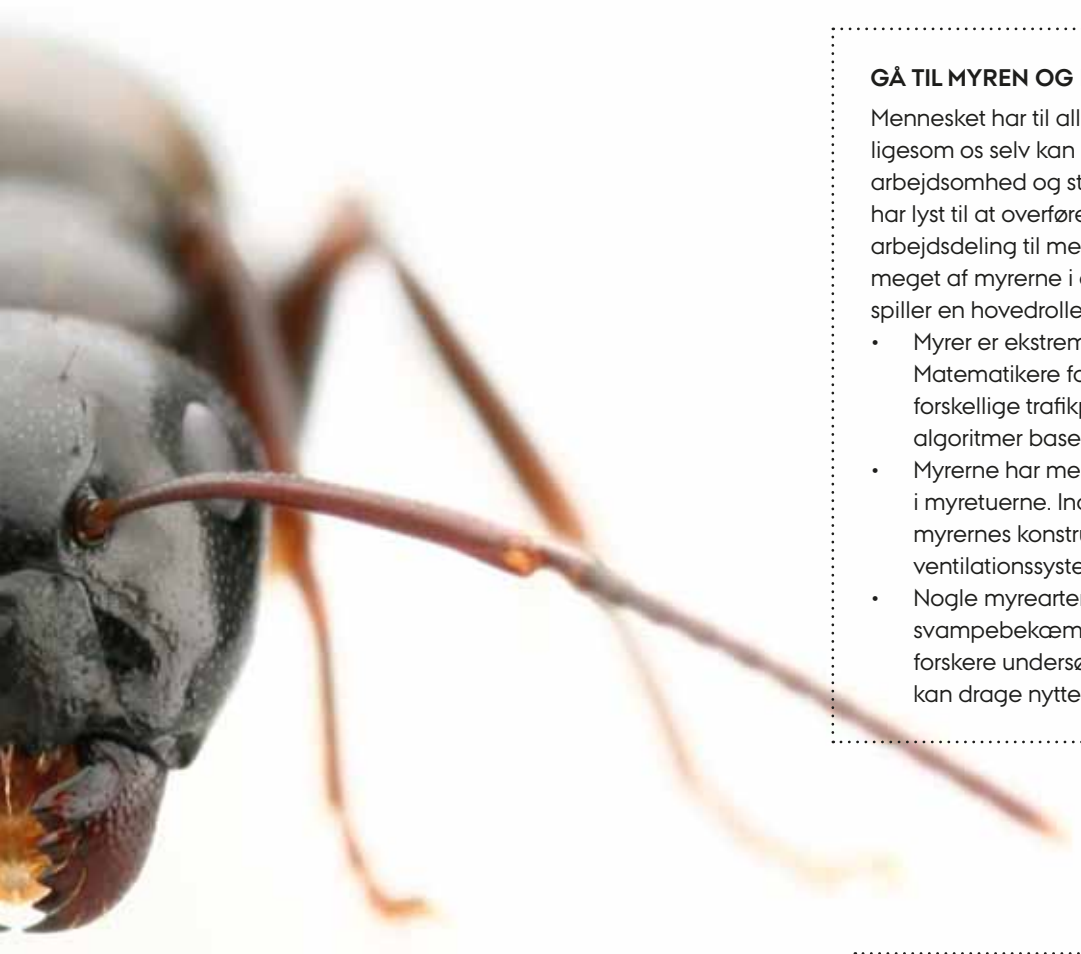 GÅ TIL MYREN OG
Mennesket har til all
ligesom os selv kan
arbejdsomhed og st
har lyst til at overføre
arbejdsdeling til me
meget af myrerne i
spiller en hovedrolle
• Myrer er ekstrem
Matematikere fo
forskellige trafikp
algoritmer base
• Myrerne har me
i myretuerne. Ind
myrernes konstru
ventilationssyste
• Nogle myrearter
svampebekæm
forskere undersø
kan drage nytte